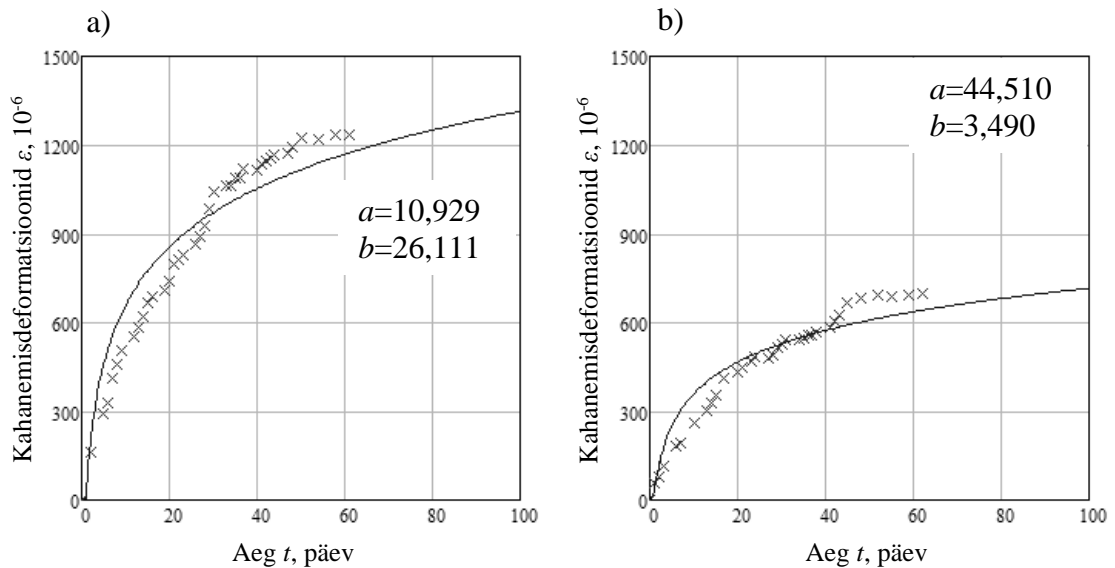 a)
Kahanemisdeformatsioonid ε, 10⁻⁶
1500
1200
900
600
300
0
a=10,929
b=26,111
0 20 40 60 80 100
Aeg t, päev
b)
Kahanemisdeformatsioonid ε, 10⁻⁶
1500
1200
900
600
300
0
a=44,510
b=3,490
0 20 40 60 80 100
Aeg t, päev